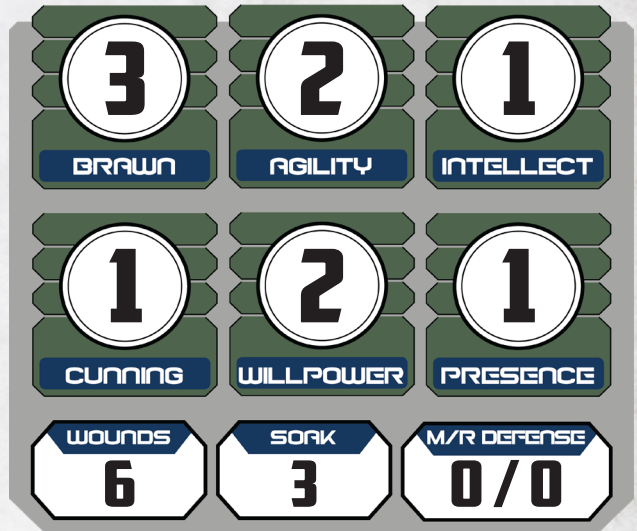 3 2 1
BRAWN AGILITY INTELLECT
1 2 1
CUNNING WILLPOWER PRESENCE
WOUNDS SOAK M/R DEFENSE
6 3 0/0